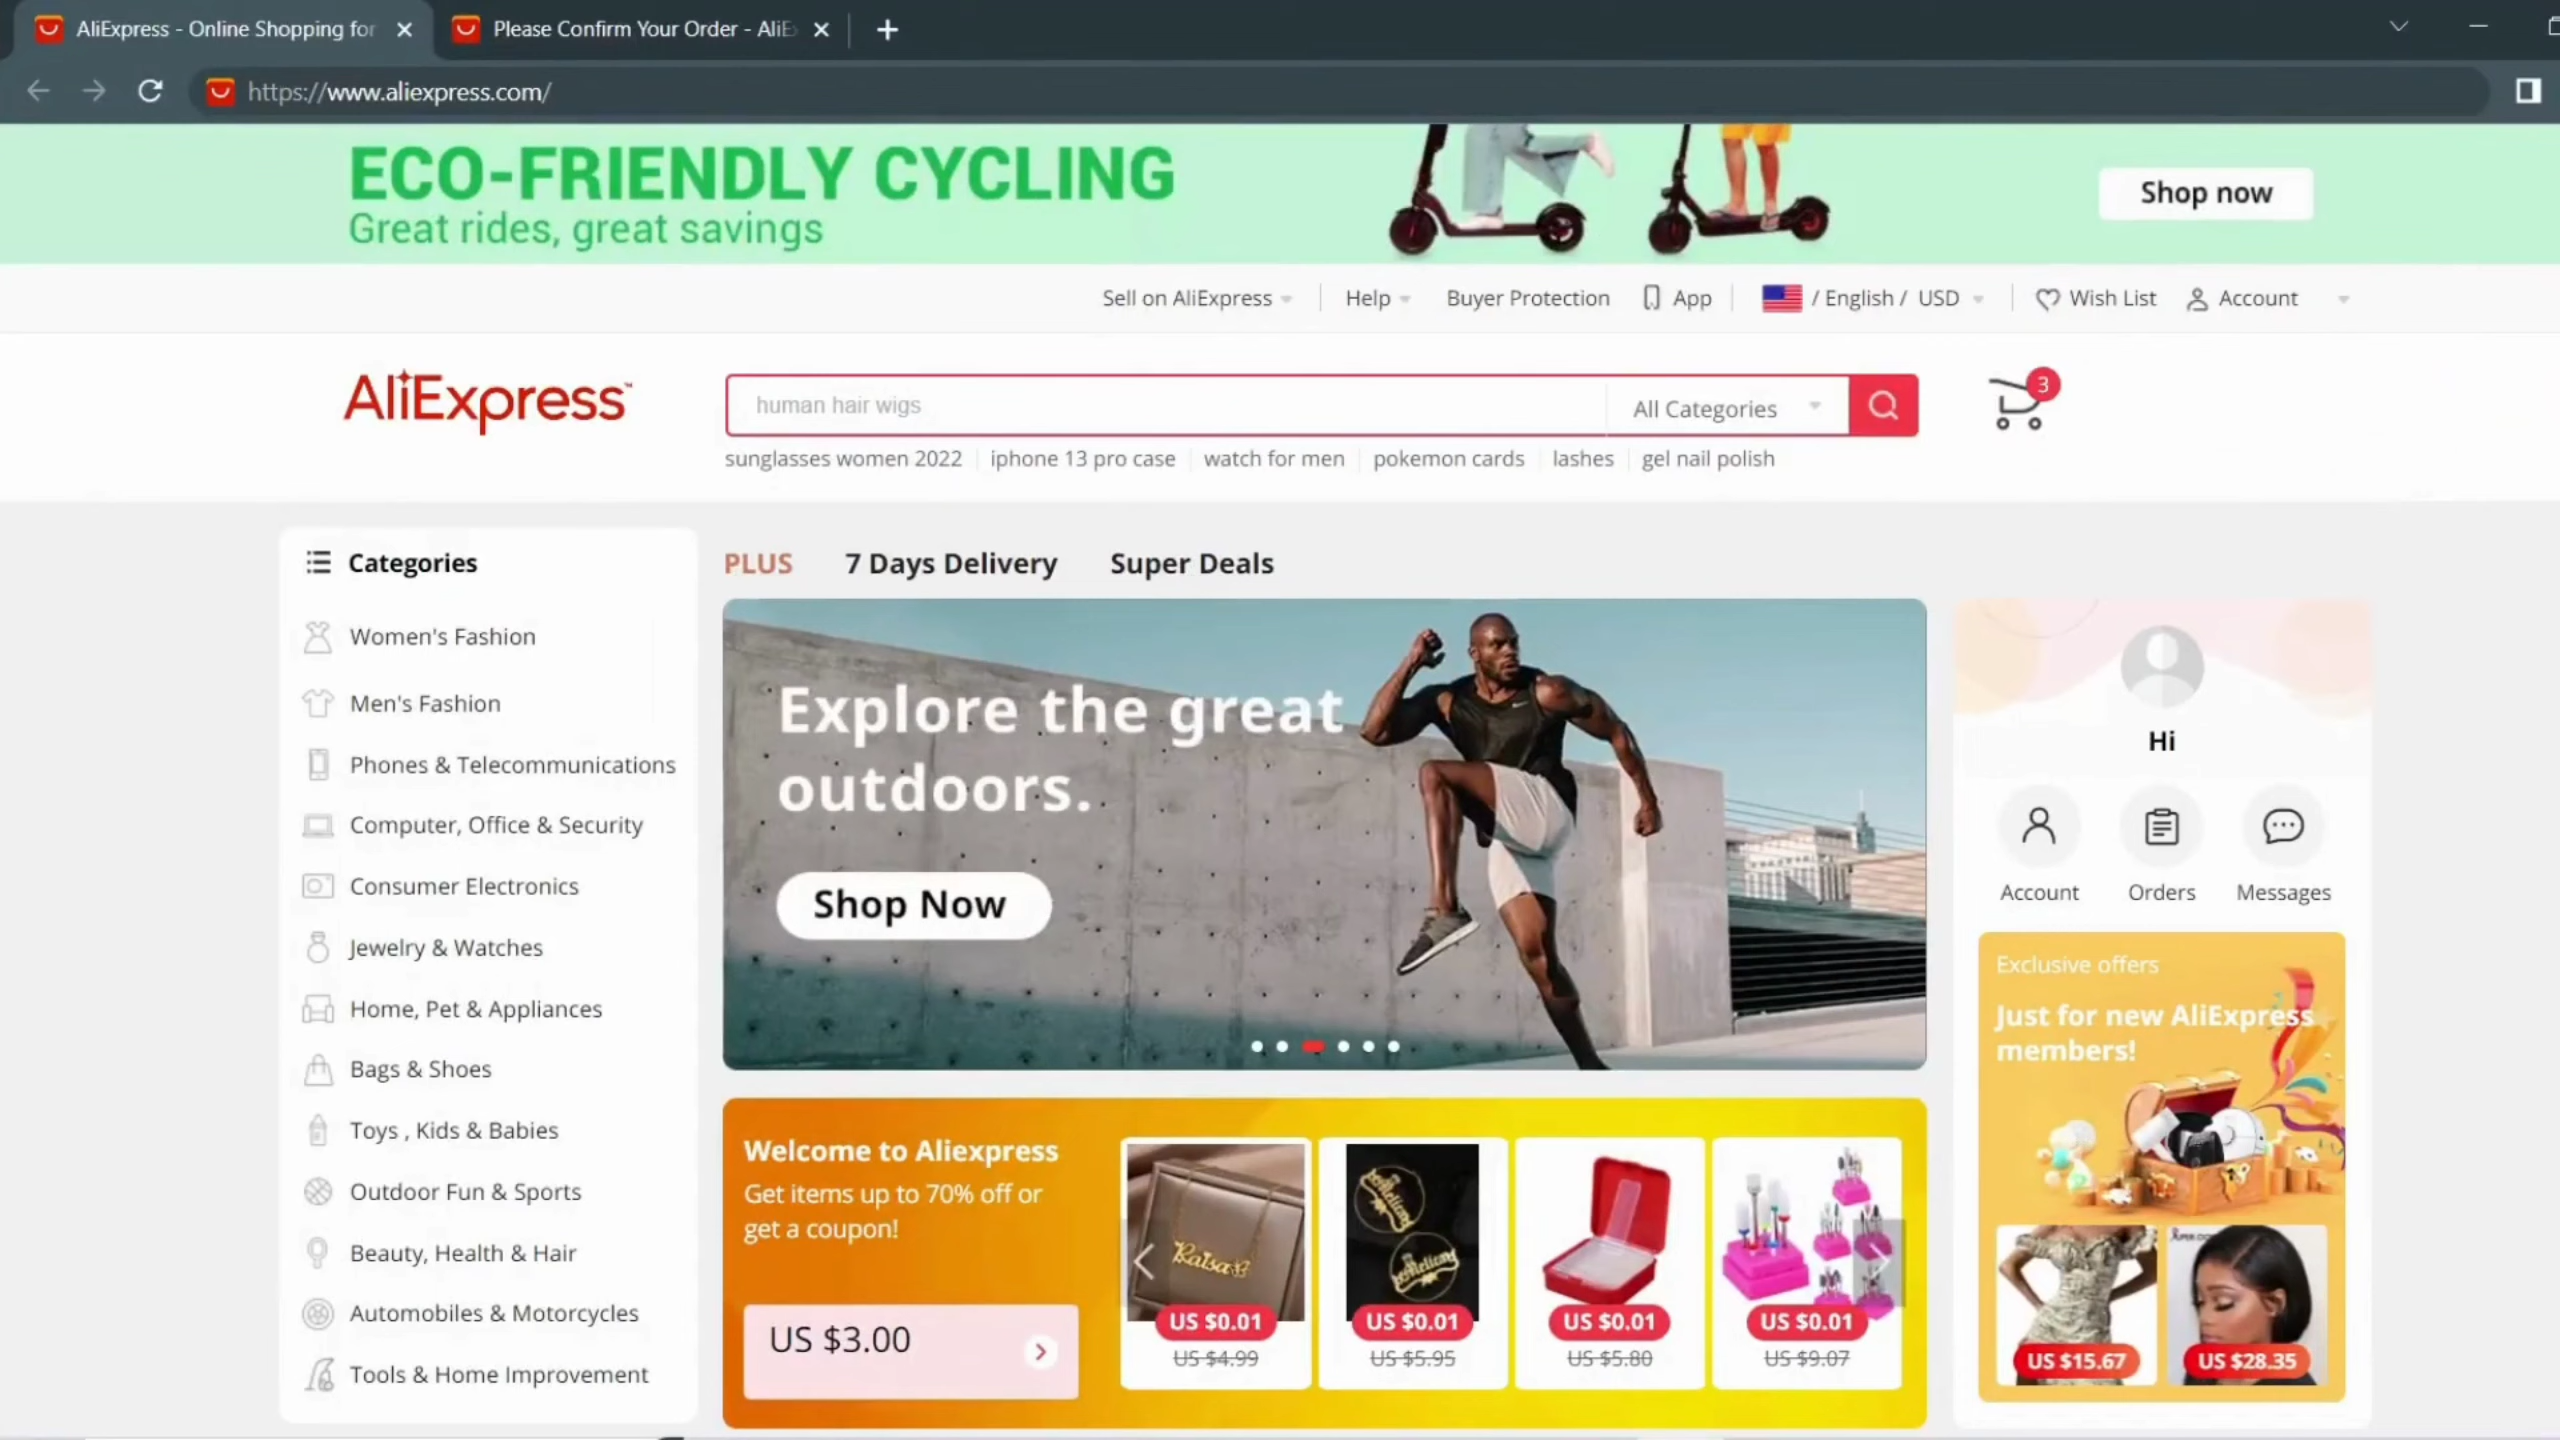 AliExpress - Online Shopping for
Please Confirm Your Order - AliE
https://www.aliexpress.com/
ECO-FRIENDLY CYCLING
Great rides, great savings
Shop now
Sell on AliExpress
Help
Buyer Protection
App
/ English / USD
Wish List
Account
AliExpress™
human hair wigs
All Categories
3
sunglasses women 2022
iphone 13 pro case
watch for men
pokemon cards
lashes
gel nail polish
Categories
Women's Fashion
Men's Fashion
Phones & Telecommunications
Computer, Office & Security
Consumer Electronics
Jewelry & Watches
Home, Pet & Appliances
Bags & Shoes
Toys , Kids & Babies
Outdoor Fun & Sports
Beauty, Health & Hair
Automobiles & Motorcycles
Tools & Home Improvement
PLUS
7 Days Delivery
Super Deals
Explore the great
outdoors.
Shop Now
Welcome to Aliexpress
Get items up to 70% off or
get a coupon!
US $3.00
Raisa
US $0.01
US $4.99
US $0.01
US $5.95
US $0.01
US $5.80
US $0.01
US $9.07
Hi
Account
Orders
Messages
Exclusive offers
Just for new AliExpress
members!
US $15.67
US $28.35